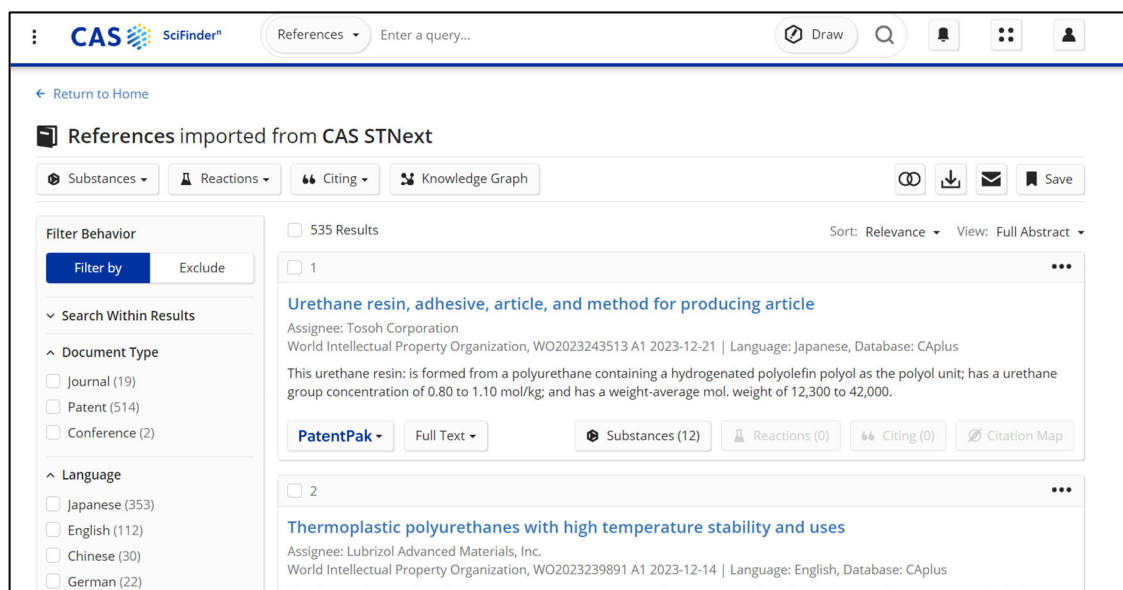 CAS SciFinderⁿ References Enter a query... Draw
Return to Home
References imported from CAS STNext
Substances Reactions Citing Knowledge Graph Save
Filter Behavior
Filter by Exclude
Search Within Results
Document Type
Journal (19)
Patent (514)
Conference (2)
Language
Japanese (353)
English (112)
Chinese (30)
German (22)
535 Results Sort: Relevance View: Full Abstract
1
Urethane resin, adhesive, article, and method for producing article
Assignee: Tosoh Corporation
World Intellectual Property Organization, WO2023243513 A1 2023-12-21 | Language: Japanese, Database: CAplus
This urethane resin: is formed from a polyurethane containing a hydrogenated polyolefin polyol as the polyol unit; has a urethane
group concentration of 0.80 to 1.10 mol/kg; and has a weight-average mol. weight of 12,300 to 42,000.
PatentPak Full Text Substances (12) Reactions (0) Citing (0) Citation Map
2
Thermoplastic polyurethanes with high temperature stability and uses
Assignee: Lubrizol Advanced Materials, Inc.
World Intellectual Property Organization, WO2023239891 A1 2023-12-14 | Language: English, Database: CAplus